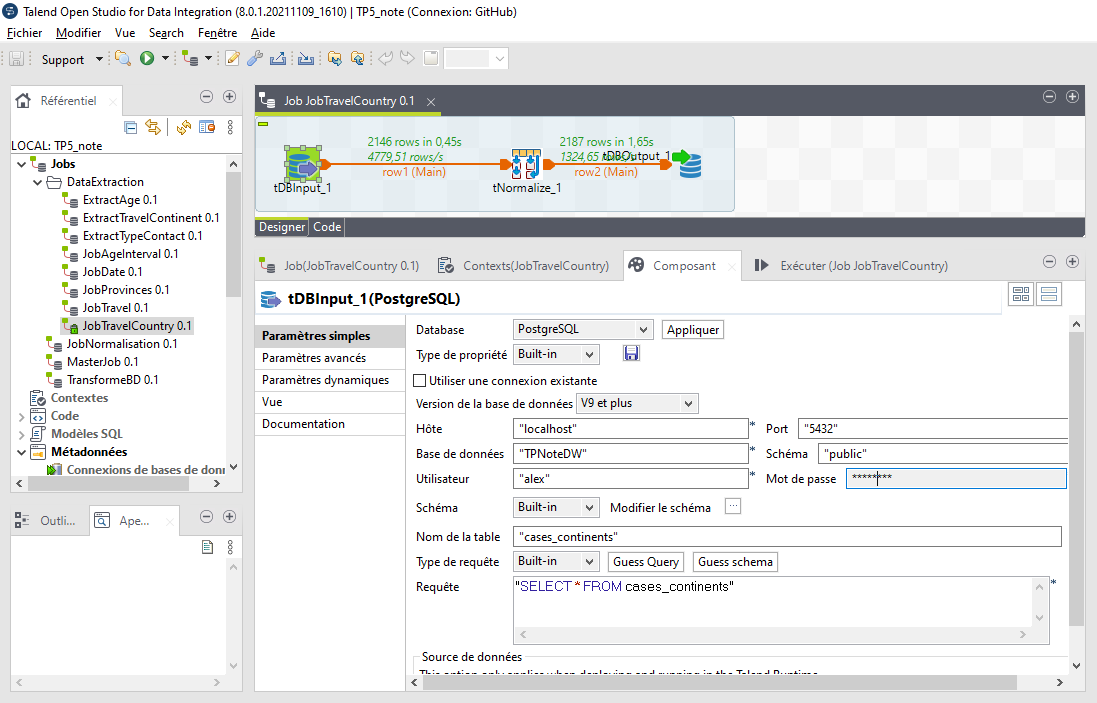 Talend Open Studio for Data Integration (8.0.1.20211109_1610) | TP5_note (Connexion: GitHub)
Fichier Modifier Vue Search Fenêtre Aide
Support
Référentiel
LOCAL: TP5_note
Jobs
DataExtraction
ExtractAge 0.1
ExtractTravelContinent 0.1
ExtractTypeContact 0.1
JobAgeInterval 0.1
JobDate 0.1
JobProvinces 0.1
JobTravel 0.1
JobTravelCountry 0.1
JobNormalisation 0.1
MasterJob 0.1
TransformeBD 0.1
Contextes
Code
Modèles SQL
Métadonnées
Connexions de bases de donn
Outli...
Ape...
Job JobTravelCountry 0.1
2146 rows in 0,45s
4779,51 rows/s
row1 (Main)
2187 rows in 1,65s
1324,65 rows/s
row2 (Main)
tDBInput_1
tNormalize_1
tDBOutput_1
Designer Code
Job(JobTravelCountry 0.1) Contexts(JobTravelCountry) Composant Exécuter (Job JobTravelCountry)
tDBInput_1(PostgreSQL)
Paramètres simples
Paramètres avancés
Paramètres dynamiques
Vue
Documentation
Database PostgreSQL Appliquer
Type de propriété Built-in
Utiliser une connexion existante
Version de la base de données V9 et plus
Hôte "localhost" * Port "5432"
Base de données "TPNoteDW" * Schéma "public"
Utilisateur "alex" * Mot de passe ********
Schéma Built-in Modifier le schéma ...
Nom de la table "cases_continents"
Type de requête Built-in Guess Query Guess schema
Requête "SELECT * FROM cases_continents" *
Source de données
This option only applies when deploying and running in the Talend Runtime